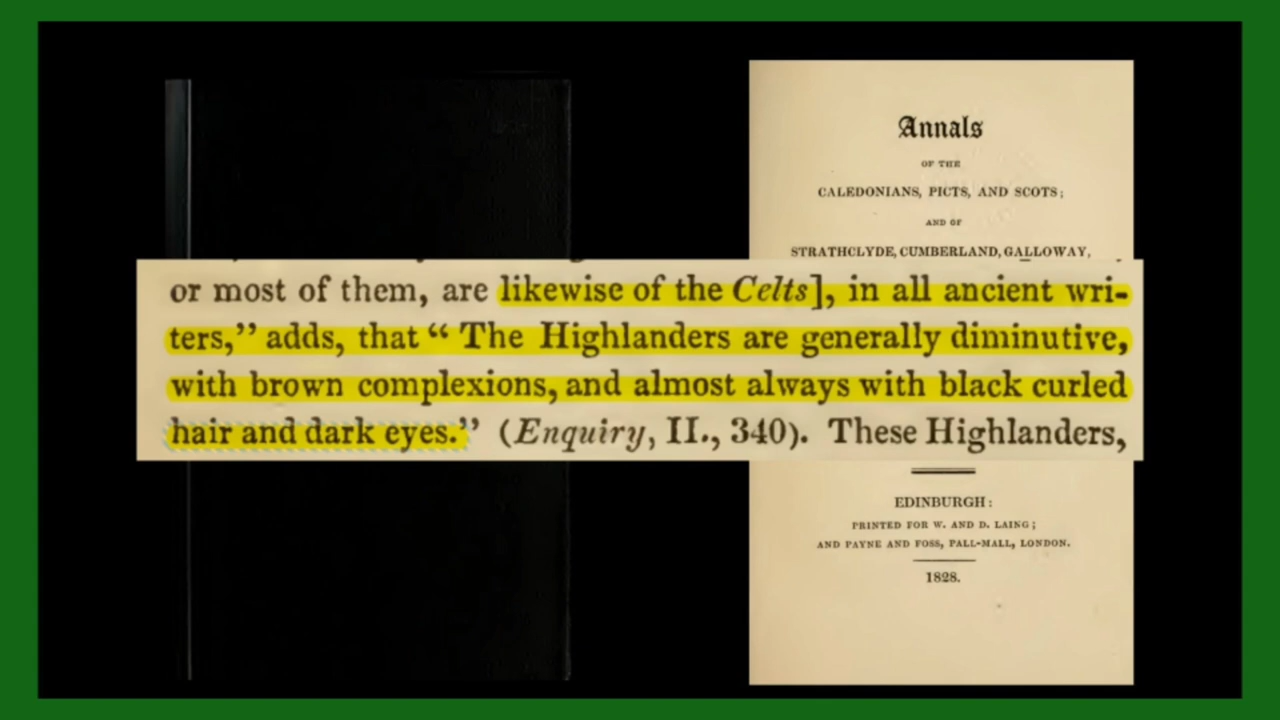 Annals
OF THE
CALEDONIANS, PICTS, AND SCOTS;
AND OF
STRATHCLYDE, CUMBERLAND, GALLOWAY,
or most of them, are likewise of the Celts], in all ancient wri-
ters,” adds, that “ The Highlanders are generally diminutive,
with brown complexions, and almost always with black curled
hair and dark eyes.” (Enquiry, II., 340). These Highlanders,
EDINBURGH:
PRINTED FOR W. AND D. LAING;
AND PAYNE AND FOSS, PALL-MALL, LONDON.
1828.